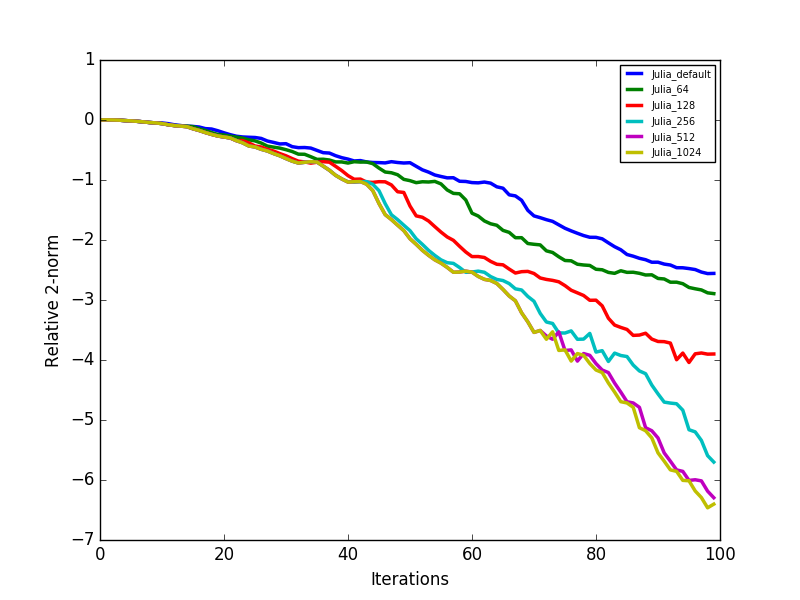 1
0
−1
−2
−3
−4
−5
−6
−7
Relative 2-norm
0 20 40 60 80 100
Iterations
Julia_default
Julia_64
Julia_128
Julia_256
Julia_512
Julia_1024